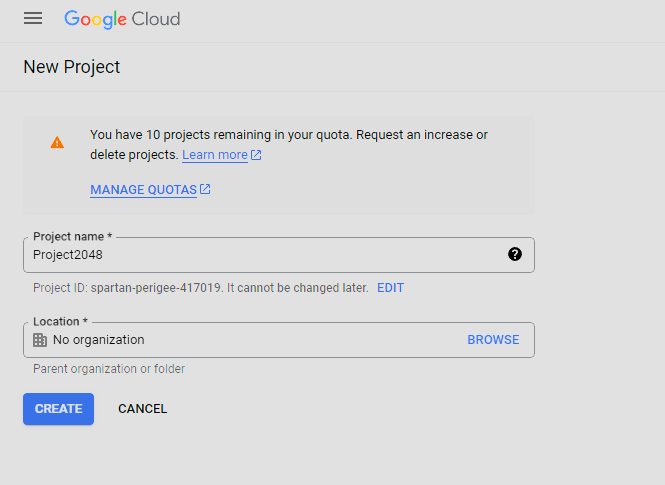 Google Cloud
New Project
You have 10 projects remaining in your quota. Request an increase or
delete projects. Learn more
MANAGE QUOTAS
Project name *
Project2048
Project ID: spartan-perigee-417019. It cannot be changed later. EDIT
Location *
No organization BROWSE
Parent organization or folder
CREATE CANCEL